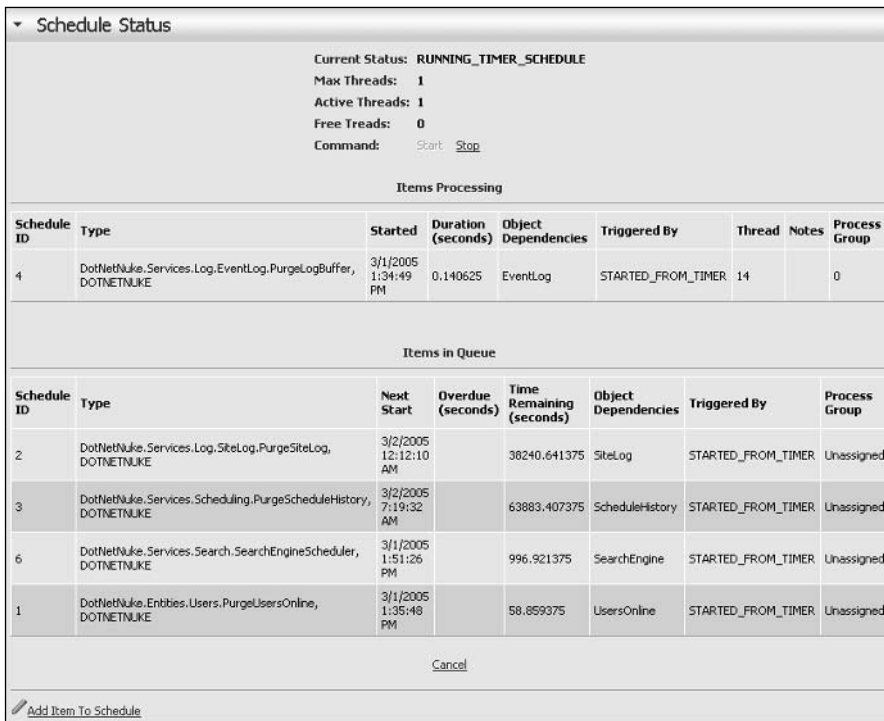 Schedule Status
Current Status: RUNNING_TIMER_SCHEDULE
Max Threads: 1
Active Threads: 1
Free Treads: 0
Command: Start Stop
Items Processing
Schedule ID Type Started Duration (seconds) Object Dependencies Triggered By Thread Notes Process Group
4 DotNetNuke.Services.Log.EventLog.PurgeLogBuffer, DOTNETNUKE 3/1/2005 1:34:49 PM 0.140625 EventLog STARTED_FROM_TIMER 14 0
Items in Queue
Schedule ID Type Next Start Overdue (seconds) Time Remaining (seconds) Object Dependencies Triggered By Process Group
2 DotNetNuke.Services.Log.SiteLog.PurgeSiteLog, DOTNETNUKE 3/2/2005 12:12:10 AM 38240.641375 SiteLog STARTED_FROM_TIMER Unassigned
3 DotNetNuke.Services.Scheduling.PurgeScheduleHistory, DOTNETNUKE 3/2/2005 7:19:32 AM 63883.407375 ScheduleHistory STARTED_FROM_TIMER Unassigned
6 DotNetNuke.Services.Search.SearchEngineScheduler, DOTNETNUKE 3/1/2005 1:51:26 PM 996.921375 SearchEngine STARTED_FROM_TIMER Unassigned
1 DotNetNuke.Entities.Users.PurgeUsersOnline, DOTNETNUKE 3/1/2005 1:35:48 PM 58.859375 UsersOnline STARTED_FROM_TIMER Unassigned
Cancel
Add Item To Schedule